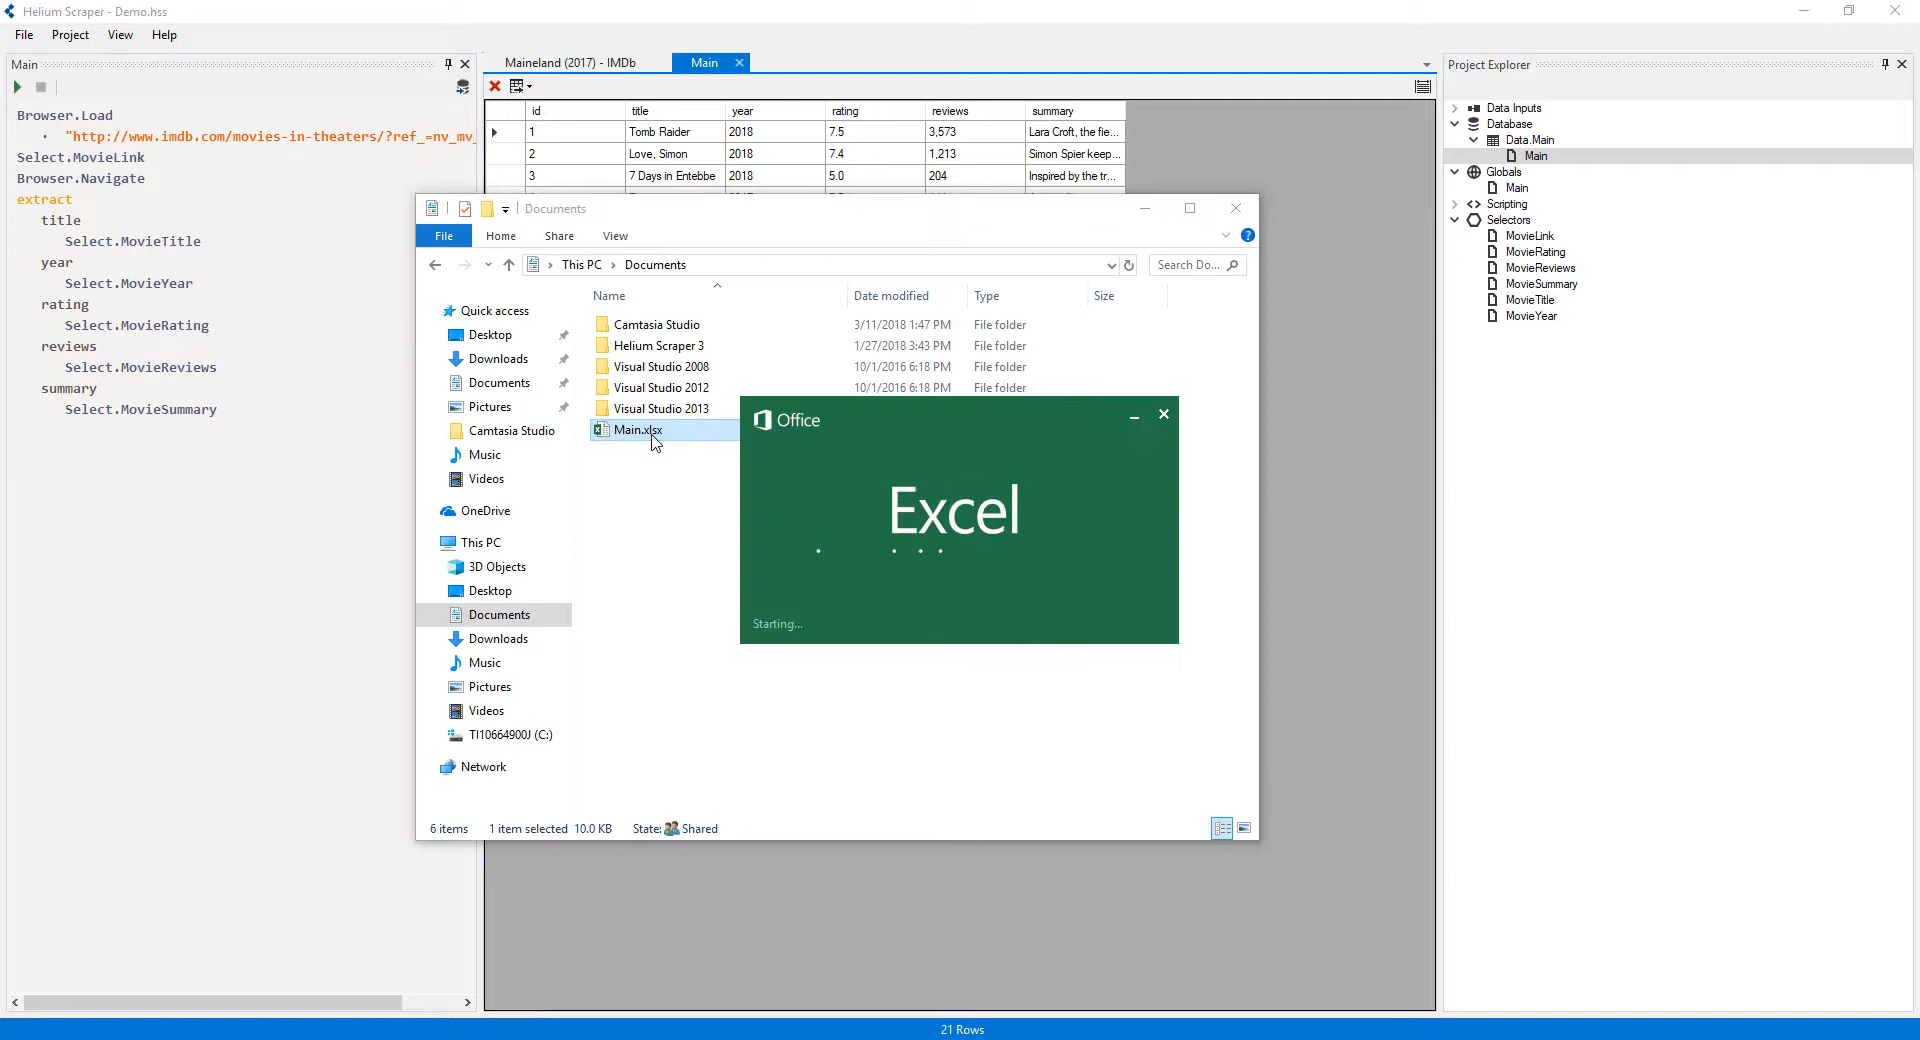 Helium Scraper - Demo.hss
File Project View Help
Main
Browser.Load
"http://www.imdb.com/movies-in-theaters/?ref_=nv_mv_
Select.MovieLink
Browser.Navigate
extract
title
Select.MovieTitle
year
Select.MovieYear
rating
Select.MovieRating
reviews
Select.MovieReviews
summary
Select.MovieSummary
Maineland (2017) - IMDb Main
id title year rating reviews summary
1 Tomb Raider 2018 7.5 3,573 Lara Croft, the fie...
2 Love, Simon 2018 7.4 1,213 Simon Spier keep...
3 7 Days in Entebbe 2018 5.0 204 Inspired by the tr...
Documents
File Home Share View
This PC > Documents
Search Do...
Quick access
Desktop
Downloads
Documents
Pictures
Camtasia Studio
Music
Videos
OneDrive
This PC
3D Objects
Desktop
Documents
Downloads
Music
Pictures
Videos
TI10664900J (C:)
Network
Name Date modified Type Size
Camtasia Studio 3/11/2018 1:47 PM File folder
Helium Scraper 3 1/27/2018 3:43 PM File folder
Visual Studio 2008 10/1/2016 6:18 PM File folder
Visual Studio 2012 10/1/2016 6:18 PM File folder
Visual Studio 2013
Main.xlsx
Office
Excel
Starting...
6 items 1 item selected 10.0 KB State: Shared
Project Explorer
Data Inputs
Database
Data.Main
Main
Globals
Main
Scripting
Selectors
MovieLink
MovieRating
MovieReviews
MovieSummary
MovieTitle
MovieYear
21 Rows